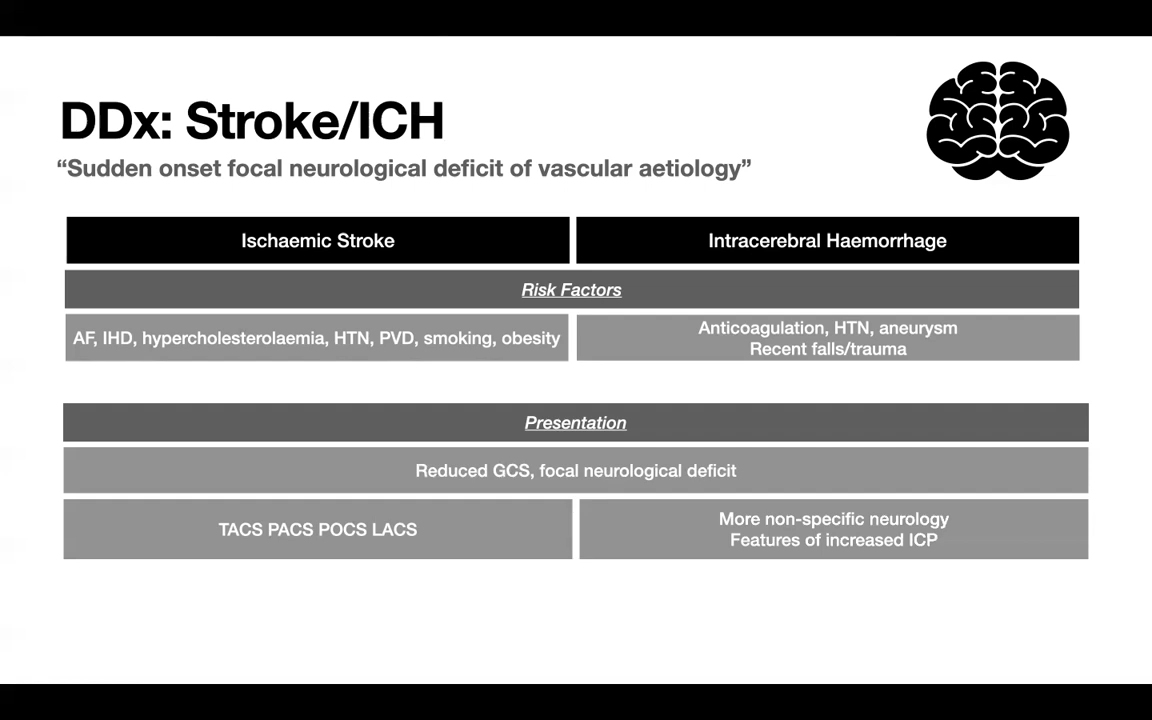 DDx: Stroke/ICH
“Sudden onset focal neurological deficit of vascular aetiology”
Ischaemic Stroke
Intracerebral Haemorrhage
Risk Factors
AF, IHD, hypercholesterolaemia, HTN, PVD, smoking, obesity
Anticoagulation, HTN, aneurysm
Recent falls/trauma
Presentation
Reduced GCS, focal neurological deficit
TACS PACS POCS LACS
More non-specific neurology
Features of increased ICP